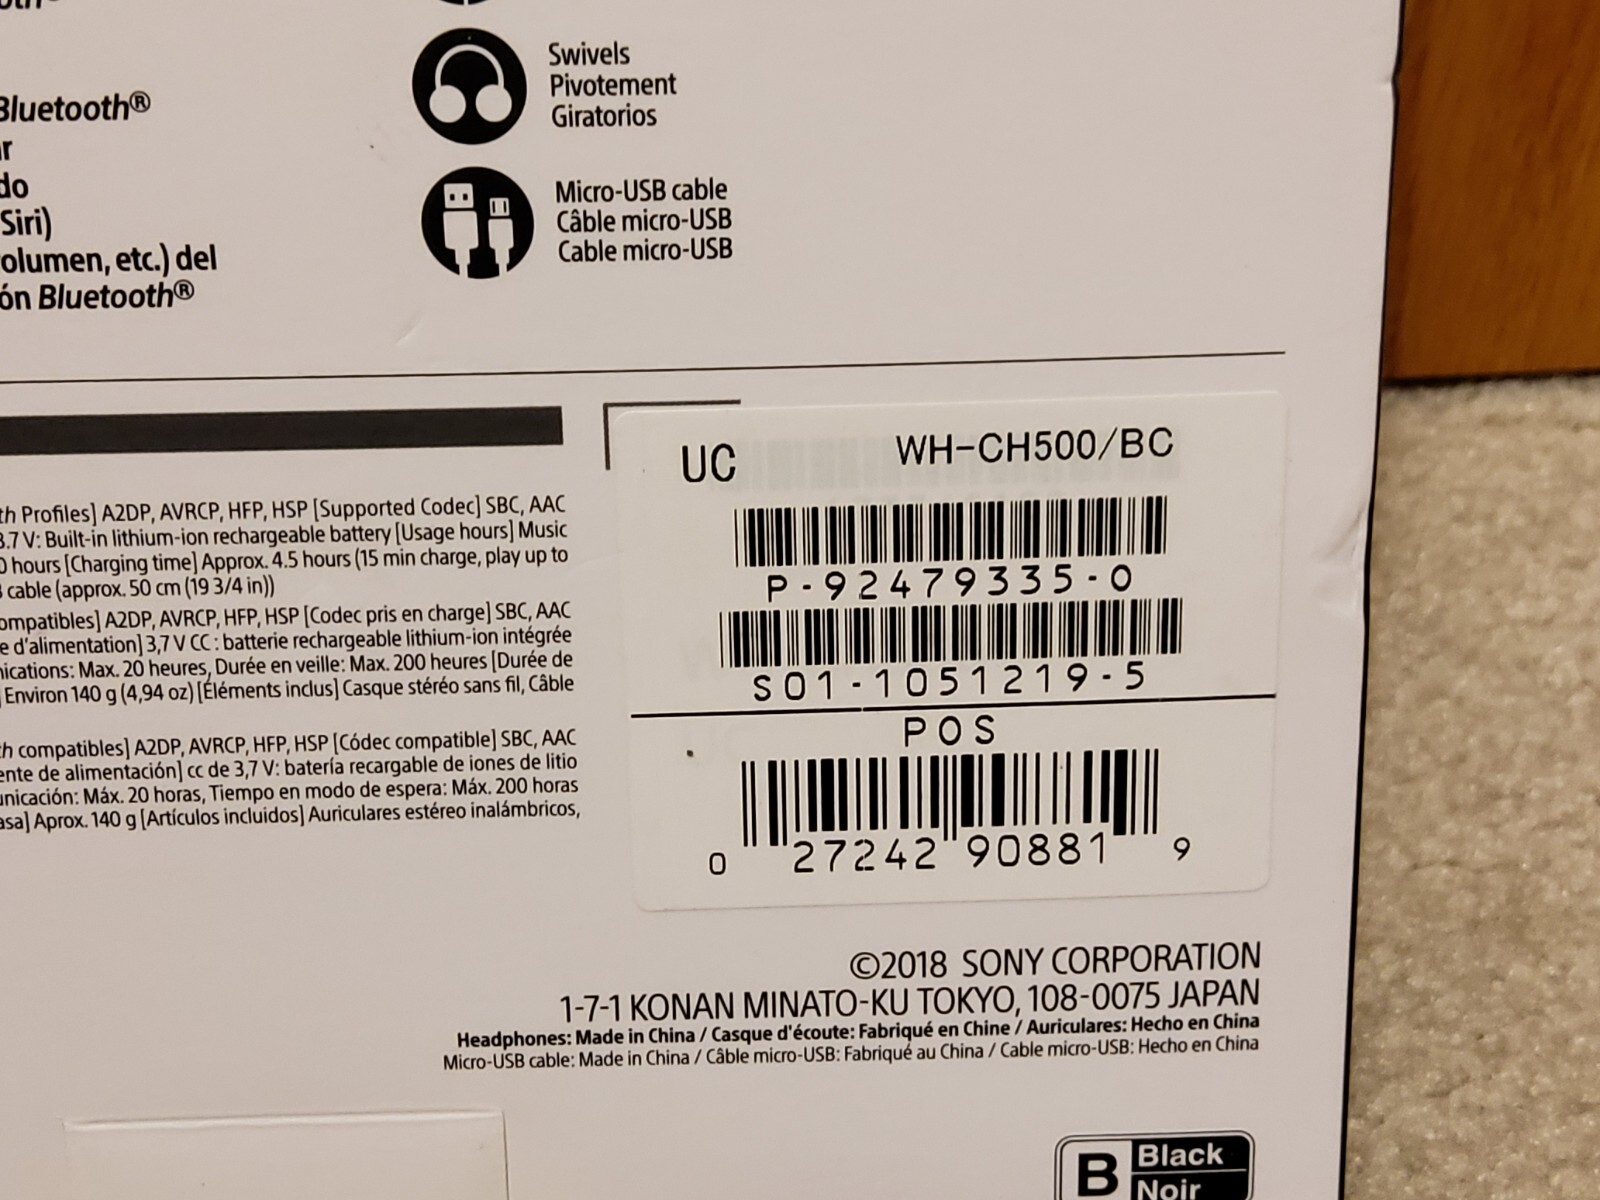 Swivels
Pivotement
Giratorios
Bluetooth®
do
Siri)
Micro-USB cable
Câble micro-USB
Cable micro-USB
etc.) del
Bluetooth®
UC WH-CH500/BC
P-92479335-0
S01-1051219-5
POS
0 27242 90881 9
Profiles] A2DP, AVRCP, HFP, HSP [Supported Codec] SBC, AAC
3.7 V: Built-in lithium-ion rechargeable battery [Usage hours] Music
hours [Charging time] Approx. 4.5 hours (15 min charge, play up to
cable (approx. 50 cm (19 3/4 in))
A2DP, AVRCP, HFP, HSP [Codec pris en charge] SBC, AAC
d'alimentation] 3,7 V CC : batterie rechargeable lithium-ion intégrée
Max. 20 heures, Durée en veille: Max. 200 heures [Durée de
Environ 140 g (4,94 oz) [Éléments inclus] Casque stéréo sans fil, Câble
compatibles] A2DP, AVRCP, HFP, HSP [Códec compatible] SBC, AAC
de alimentación] cc de 3,7 V: batería recargable de iones de litio
Máx. 20 horas, Tiempo en modo de espera: Máx. 200 horas
Aprox. 140 g [Artículos incluidos] Auriculares estéreo inalámbricos,
©2018 SONY CORPORATION
1-7-1 KONAN MINATO-KU TOKYO, 108-0075 JAPAN
Headphones: Made in China / Casque d'écoute: Fabriqué en Chine / Auriculares: Hecho en China
Micro-USB cable: Made in China / Câble micro-USB: Fabriqué au China / Cable micro-USB: Hecho en China
B Black
Noir